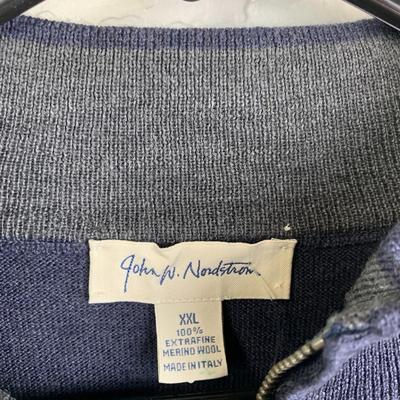 John W. Nordstrom
XXL
100%
EXTRAFINE
MERINO WOOL
MADE IN ITALY